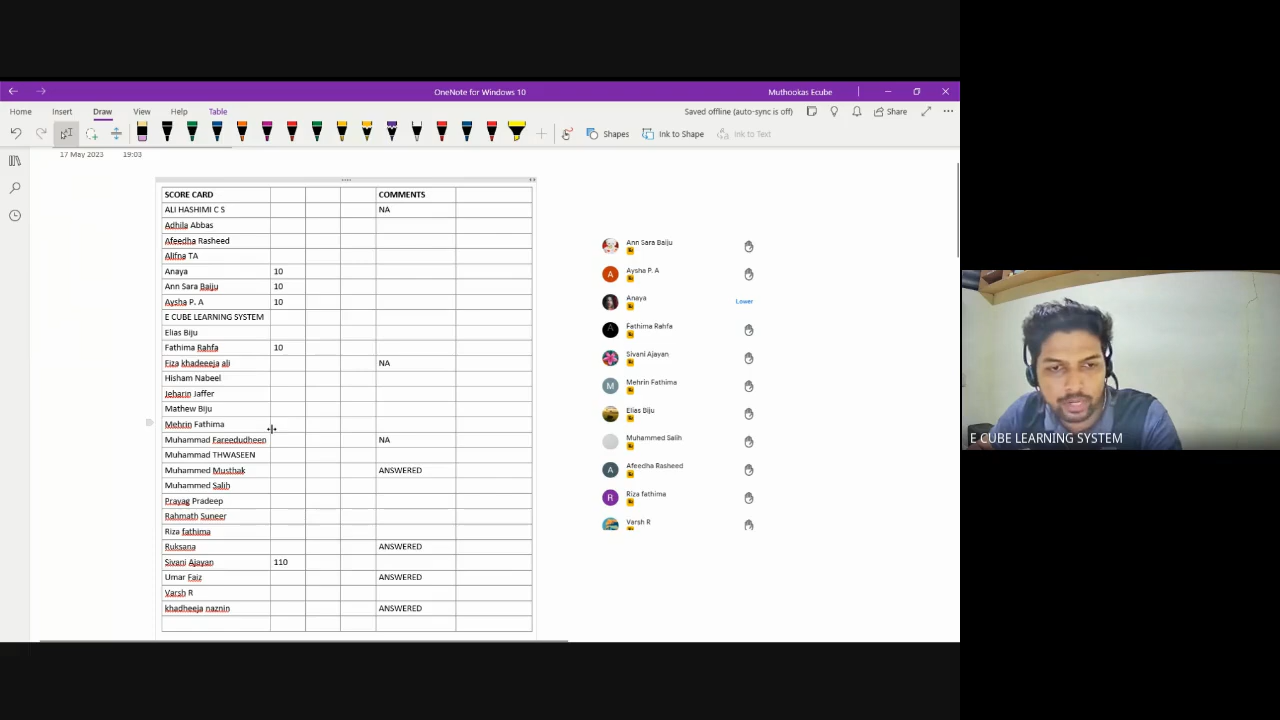 OneNote for Windows 10
Muthookas Ecube
Home Insert Draw View Help Table
Saved offline (auto-sync is off) Share
Shapes Ink to Shape Ink to Text
17 May 2023 19:03
SCORE CARD COMMENTS
ALI HASHIMI C S NA
Adhila Abbas
Afeedha Rasheed
Alifna TA
Anaya 10
Ann Sara Baiju 10
Aysha P. A 10
E CUBE LEARNING SYSTEM
Elias Biju
Fathima Rahfa 10
Fiza khadeeeja ali NA
Hisham Nabeel
Jeharin Jaffer
Mathew Biju
Mehrin Fathima
Muhammad Fareedudheen NA
Muhammad THWASEEN
Muhammed Musthak ANSWERED
Muhammed Salih
Prayag Pradeep
Rahmath Suneer
Riza fathima
Ruksana ANSWERED
Sivani Ajayan 110
Umar Faiz ANSWERED
Varsh R
khadheeja naznin ANSWERED
Ann Sara Baiju
A Aysha P. A
Anaya Lower
A Fathima Rahfa
Sivani Ajayan
M Mehrin Fathima
Elias Biju
Muhammed Salih
A Afeedha Rasheed
R Riza fathima
Varsh R
E CUBE LEARNING SYSTEM